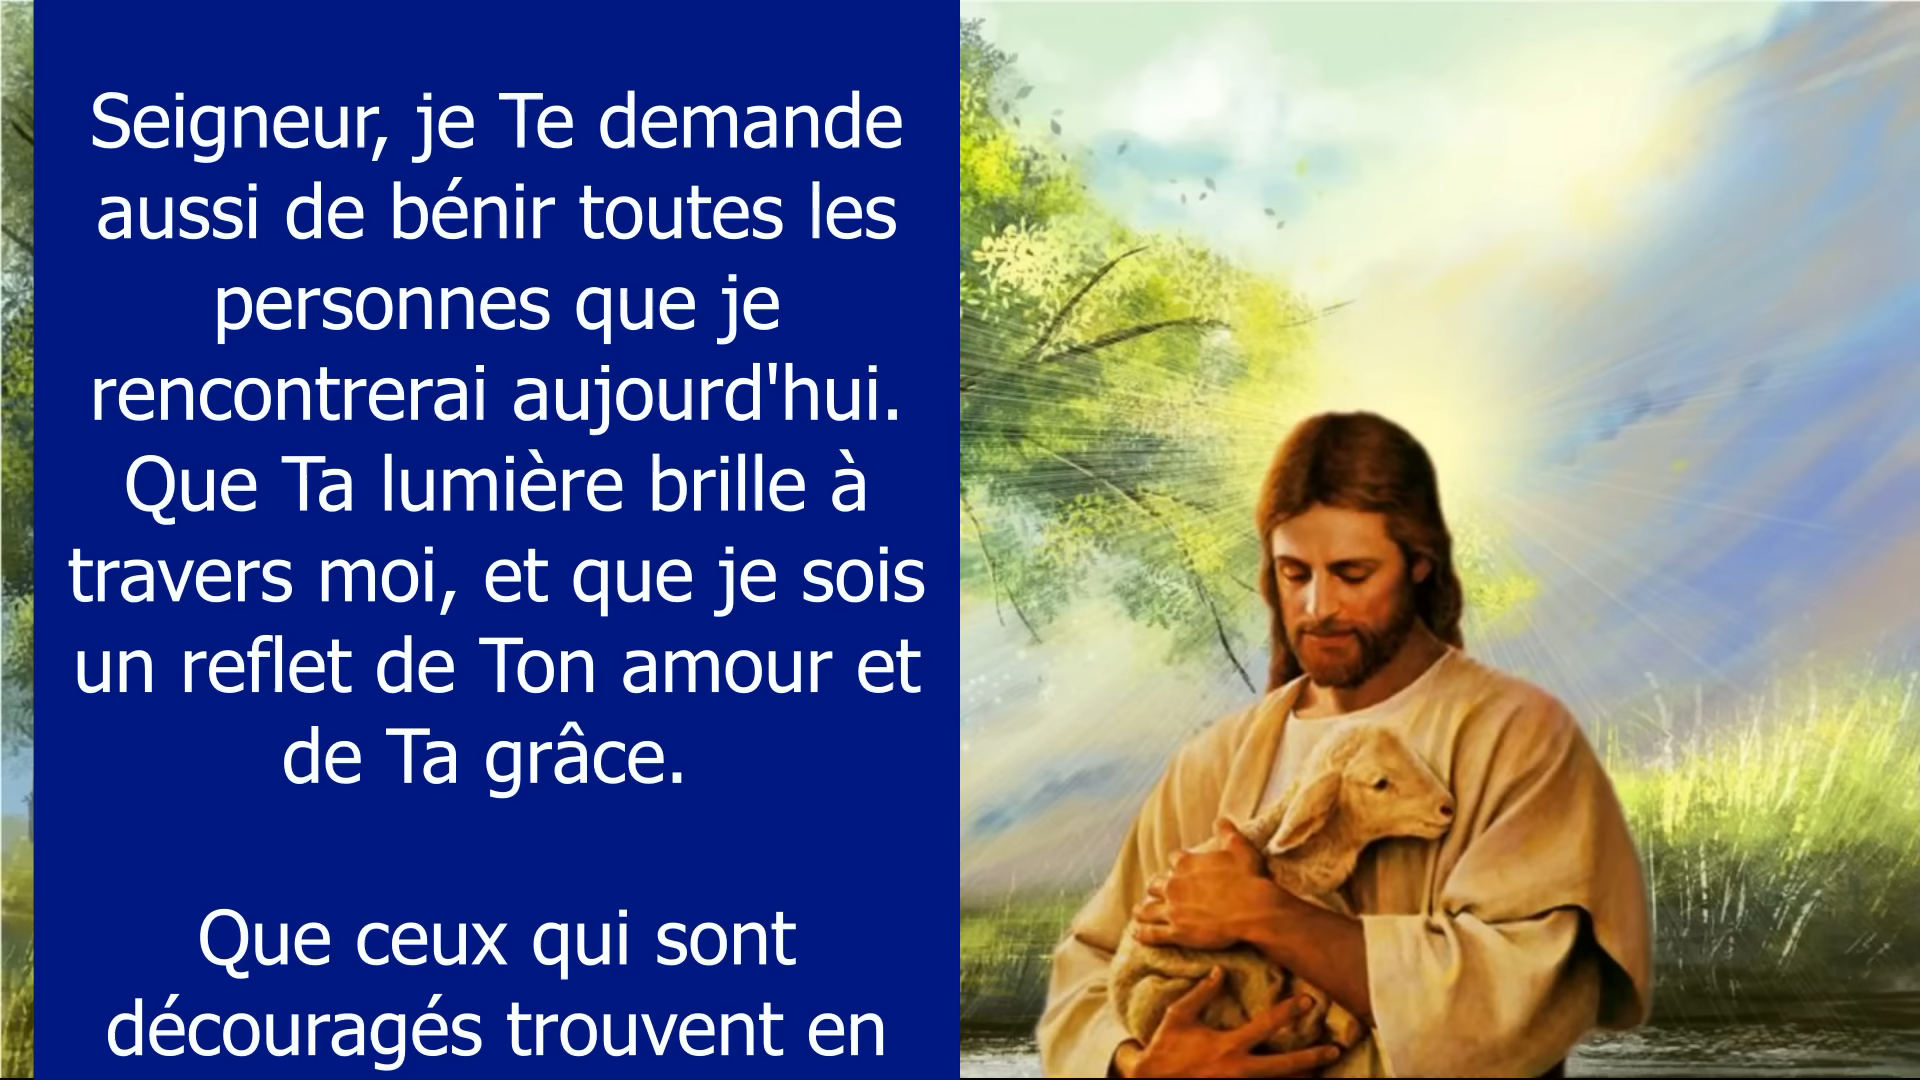 Seigneur, je Te demande
aussi de bénir toutes les
personnes que je
rencontrerai aujourd'hui.
Que Ta lumière brille à
travers moi, et que je sois
un reflet de Ton amour et
de Ta grâce.
Que ceux qui sont
découragés trouvent en